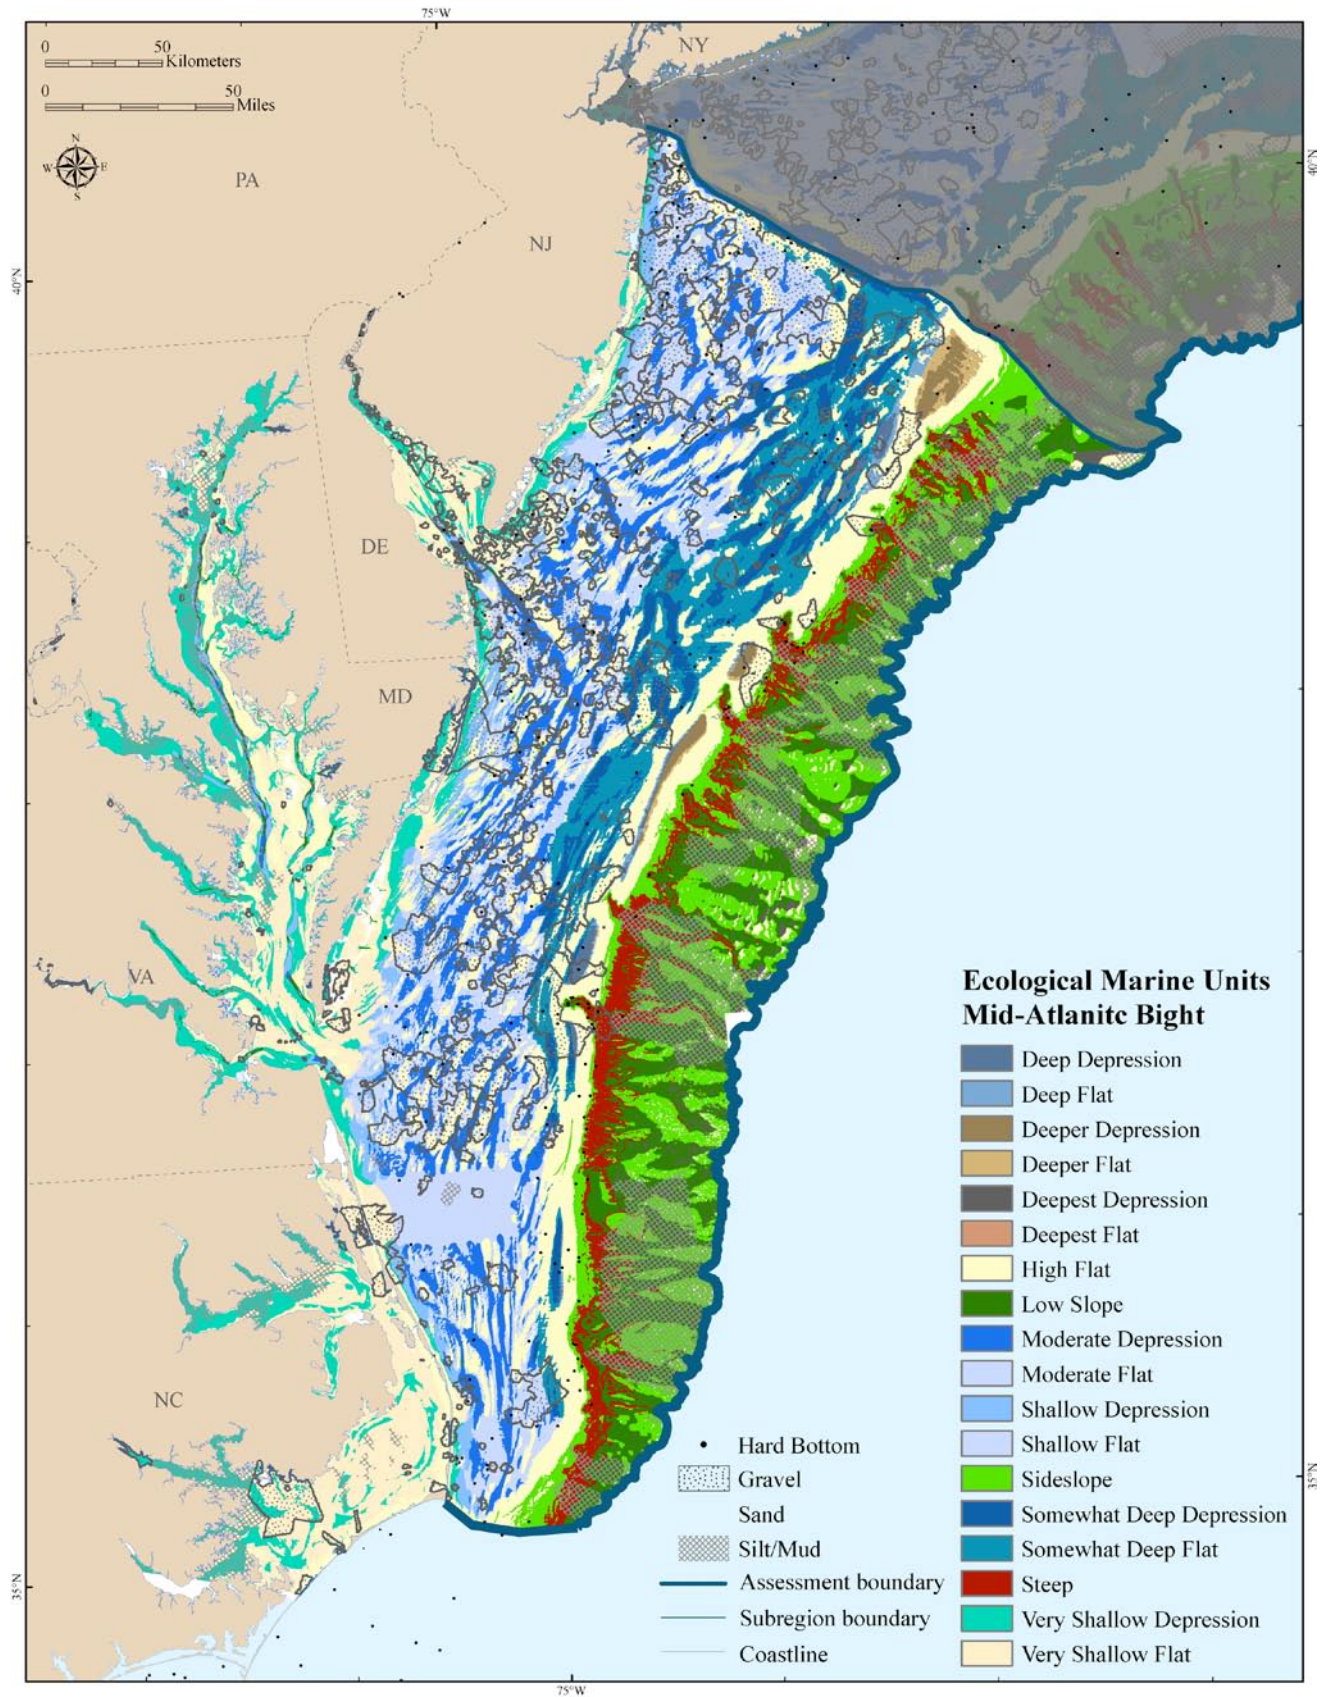 75°W
0 50
Kilometers
0 50
Miles
N
W E
S
NY
PA
NJ
40°N
40°N
DE
MD
VA
NC
35°N
35°N
75°W
Ecological Marine Units
Mid-Atlanitc Bight
Deep Depression
Deep Flat
Deeper Depression
Deeper Flat
Deepest Depression
Deepest Flat
High Flat
Low Slope
Moderate Depression
Moderate Flat
Shallow Depression
Shallow Flat
Sideslope
Somewhat Deep Depression
Somewhat Deep Flat
Steep
Very Shallow Depression
Very Shallow Flat
Hard Bottom
Gravel
Sand
Silt/Mud
Assessment boundary
Subregion boundary
Coastline